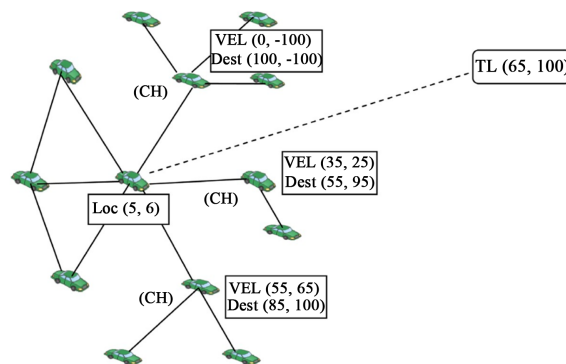 VEL (0, -100)
Dest (100, -100)
(CH)
TL (65, 100)
VEL (35, 25)
Dest (55, 95)
(CH)
Loc (5, 6)
VEL (55, 65)
Dest (85, 100)
(CH)